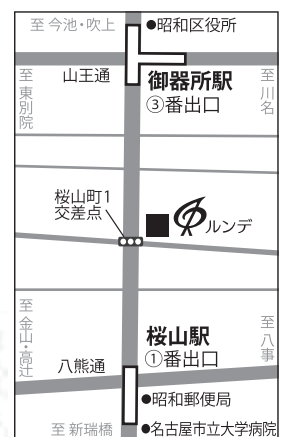 至 今池・吹上
●昭和区役所
至 東別院
山王通
御器所駅
③番出口
至 川名
桜山町1
交差点
ルンデ
至 金山・高辻
桜山駅
①番出口
至 八事
八熊通
●昭和郵便局
至 新瑞橋
●名古屋市立大学病院